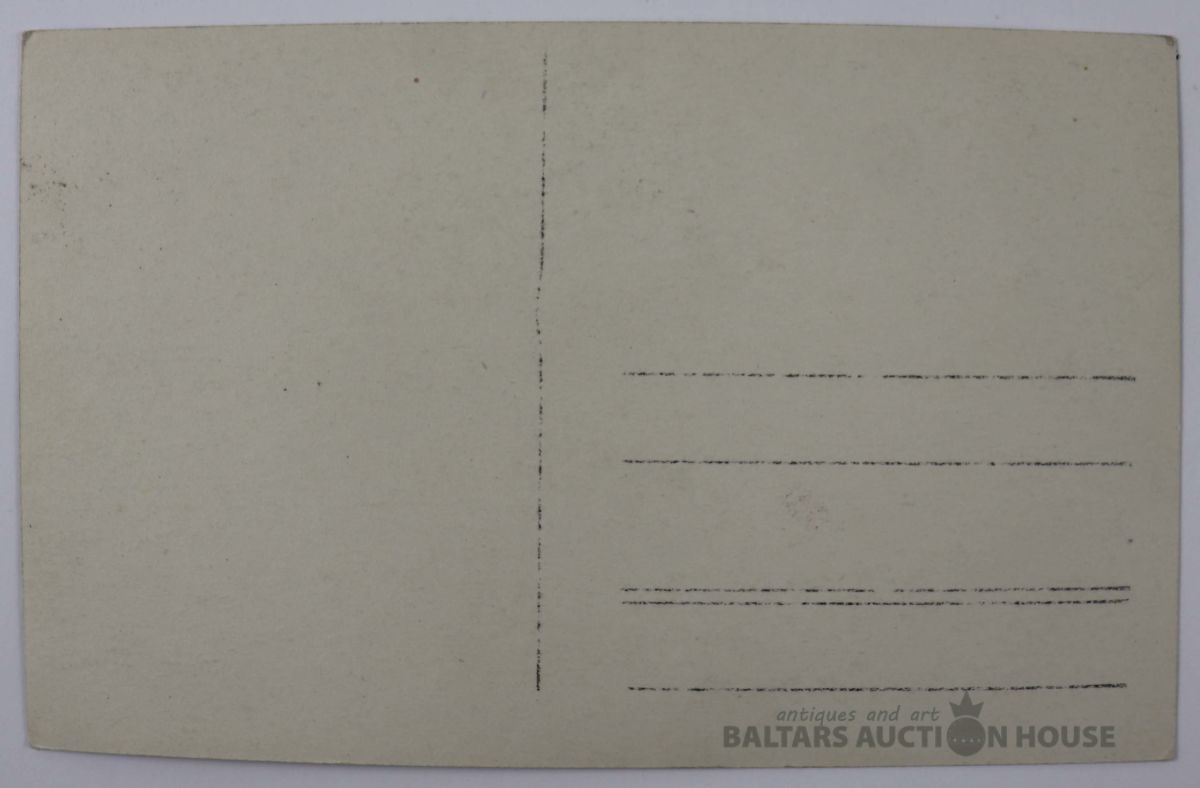 antiques and art
BALTARS AUCTION HOUSE